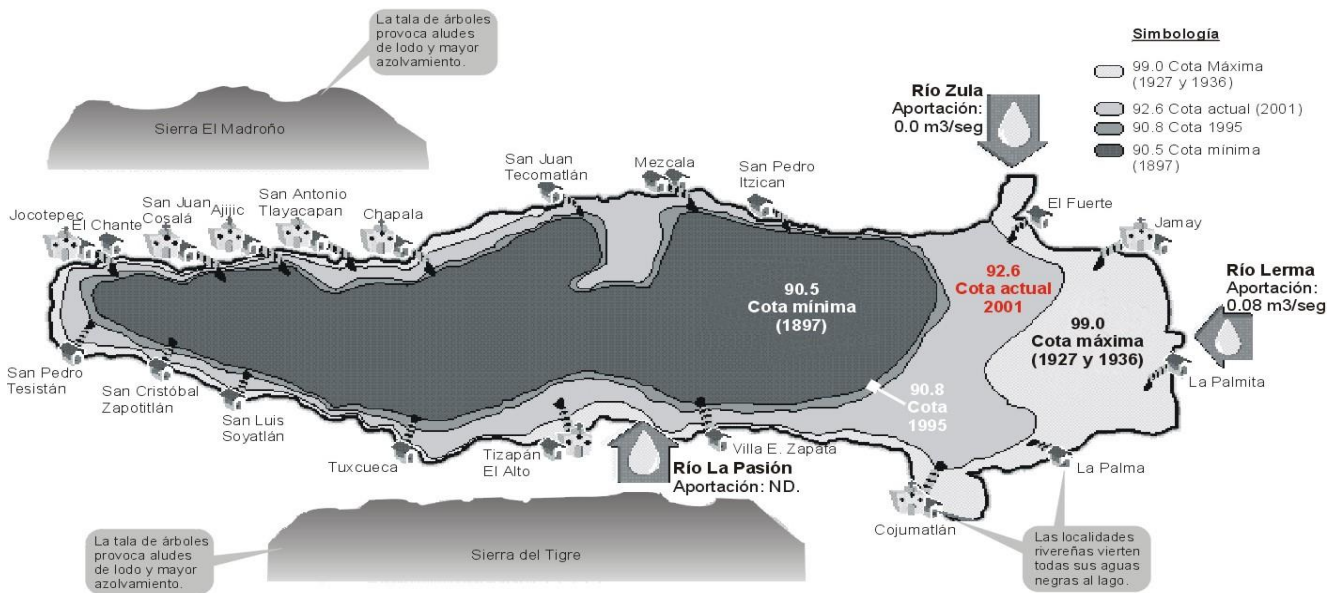 La tala de árboles
provoca aludes
de lodo y mayor
azolvamiento.
Sierra El Madroño
Simbología
99.0 Cota Máxima
(1927 y 1936)
92.6 Cota actual (2001)
90.8 Cota 1995
90.5 Cota mínima
(1897)
Río Zula
Aportación:
0.0 m3/seg
Jocotepec
El Chante
San Juan
Cosalá
Ajijic
San Antonio
Tlayacapan
Chapala
San Juan
Tecomatlán
Mezcala
San Pedro
Itzican
El Fuerte
Jamay
Río Lerma
Aportación:
0.08 m3/seg
90.5
Cota mínima
(1897)
92.6
Cota actual
2001
99.0
Cota máxima
(1927 y 1936)
90.8
Cota
1995
La Palmita
San Pedro
Tesistán
San Cristóbal
Zapotitlán
San Luis
Soyatlán
Tuxcueca
Tizapán
El Alto
Río La Pasión
Aportación: ND.
Villa E. Zapata
La Palma
Cojumatlán
La tala de árboles
provoca aludes
de lodo y mayor
azolvamiento.
Sierra del Tigre
Las localidades
rivereñas vierten
todas sus aguas
negras al lago.